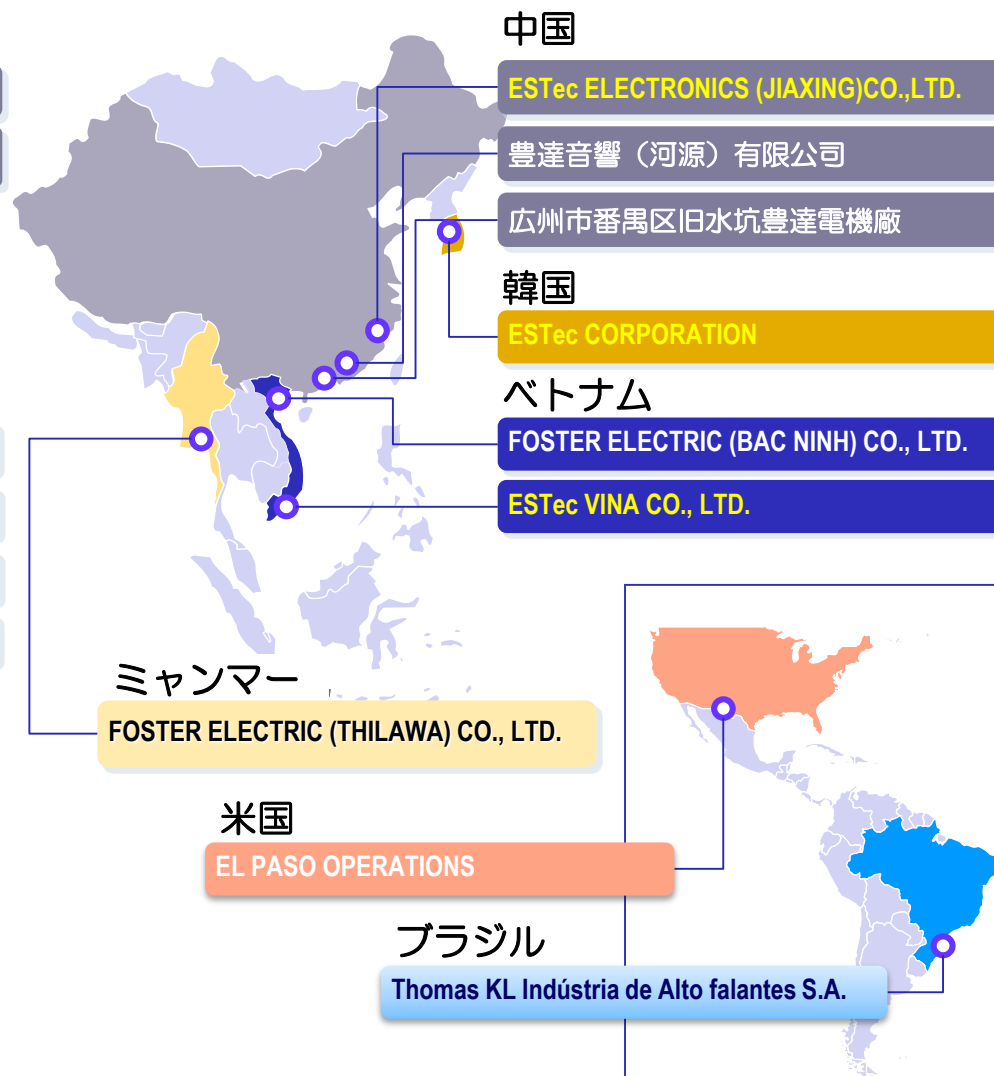 中国
ESTec ELECTRONICS (JIAXING)CO.,LTD.
豊達音響（河源）有限公司
広州市番禺区旧水坑豊達電機廠
韓国
ESTec CORPORATION
ベトナム
FOSTER ELECTRIC (BAC NINH) CO., LTD.
ESTec VINA CO., LTD.
ミャンマー
FOSTER ELECTRIC (THILAWA) CO., LTD.
米国
EL PASO OPERATIONS
ブラジル
Thomas KL Indústria de Alto falantes S.A.